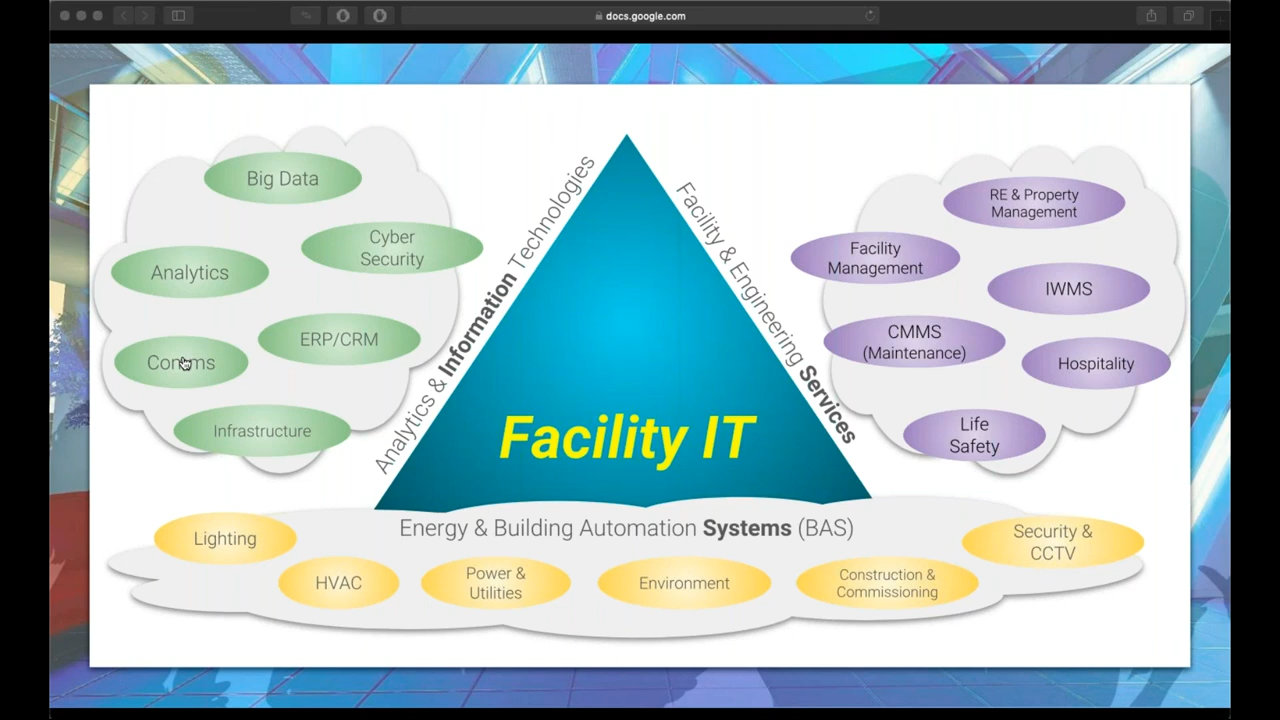 docs.google.com
Big Data
Cyber
Security
Analytics
ERP/CRM
Comms
Infrastructure
Analytics & Information Technologies
Facility & Engineering Services
RE & Property
Management
Facility
Management
IWMS
CMMS
(Maintenance)
Hospitality
Life
Safety
Facility IT
Energy & Building Automation Systems (BAS)
Lighting
HVAC
Power &
Utilities
Environment
Construction &
Commissioning
Security &
CCTV